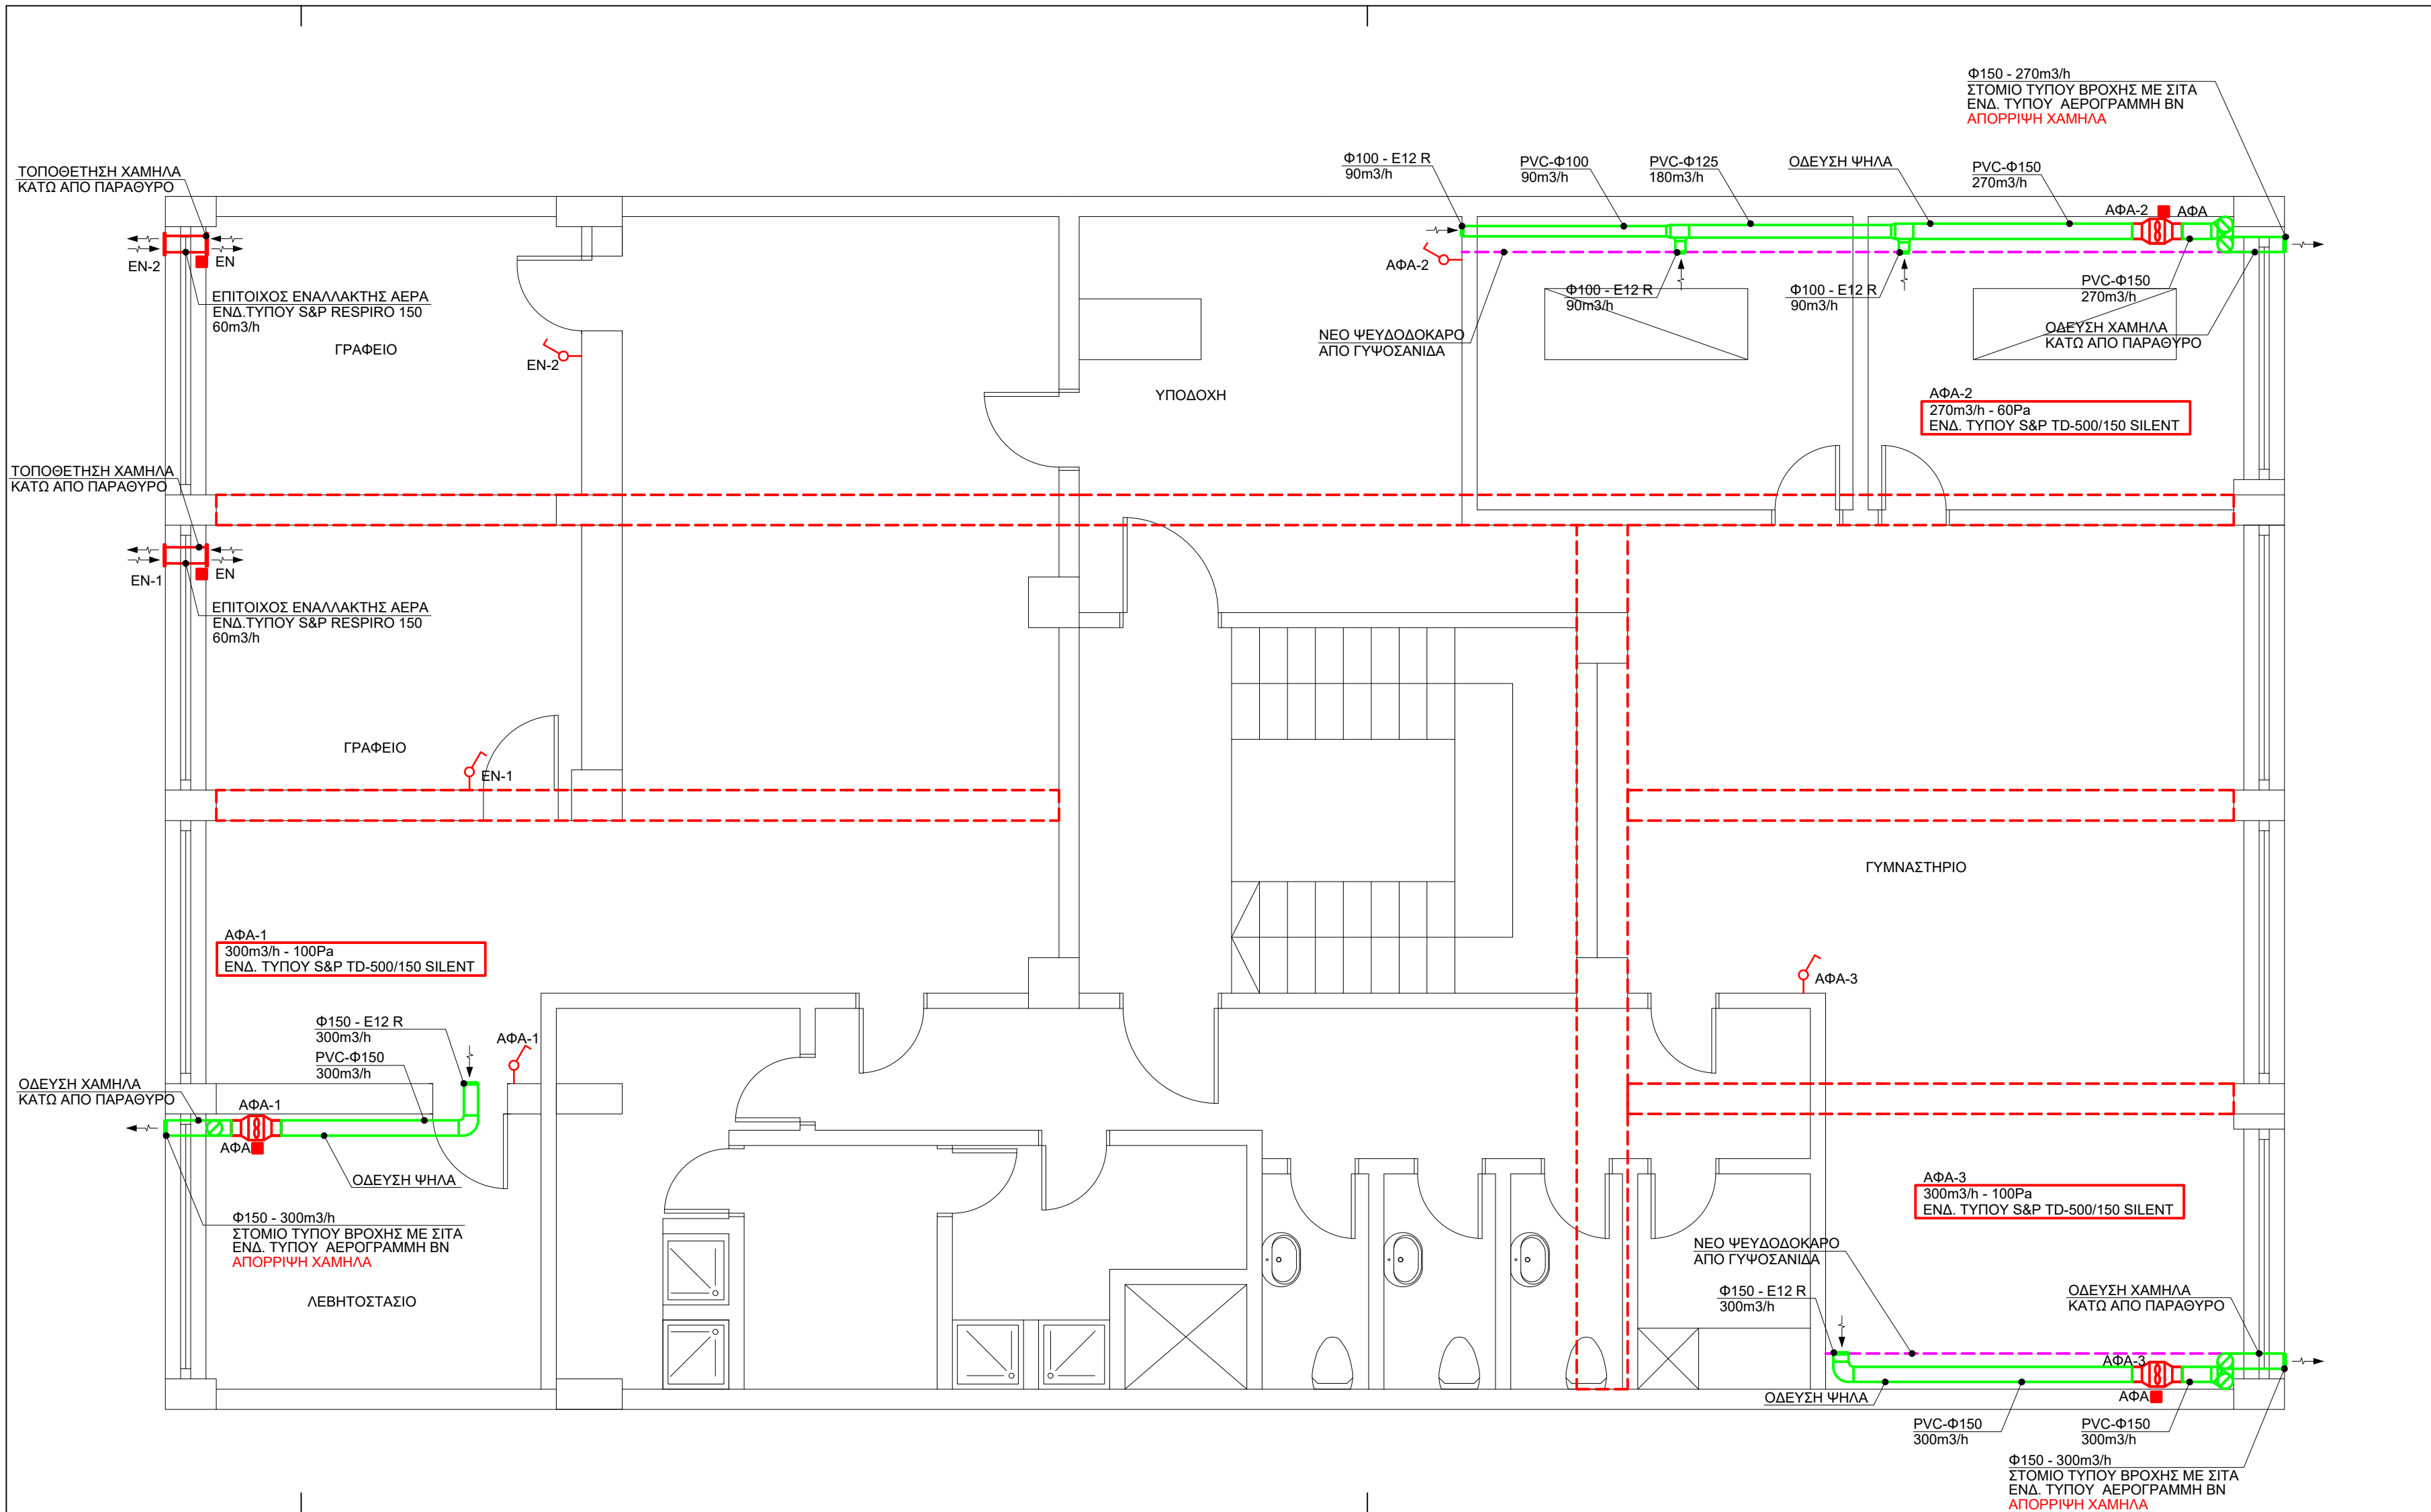 Φ150 - 270m3/h
ΣΤΟΜΙΟ ΤΥΠΟΥ ΒΡΟΧΗΣ ΜΕ ΣΙΤΑ
ΕΝΔ. ΤΥΠΟΥ ΑΕΡΟΓΡΑΜΜΗ ΒΝ
ΑΠΟΡΡΙΨΗ ΧΑΜΗΛΑ
ΤΟΠΟΘΕΤΗΣΗ ΧΑΜΗΛΑ
ΚΑΤΩ ΑΠΟ ΠΑΡΑΘΥΡΟ
Φ100 - E12 R
90m3/h
PVC-Φ100
90m3/h
PVC-Φ125
180m3/h
ΟΔΕΥΣΗ ΨΗΛΑ
PVC-Φ150
270m3/h
ΑΦΑ-2
ΑΦΑ
ΕΝ-2
ΕΝ
ΑΦΑ-2
ΕΠΙΤΟΙΧΟΣ ΕΝΑΛΛΑΚΤΗΣ ΑΕΡΑ
ΕΝΔ.ΤΥΠΟΥ S&P RESPIRO 150
60m3/h
Φ100 - E12 R
90m3/h
Φ100 - E12 R
90m3/h
PVC-Φ150
270m3/h
ΝΕΟ ΨΕΥΔΟΔΟΚΑΡΟ
ΑΠΟ ΓΥΨΟΣΑΝΙΔΑ
ΟΔΕΥΣΗ ΧΑΜΗΛΑ
ΚΑΤΩ ΑΠΟ ΠΑΡΑΘΥΡΟ
ΓΡΑΦΕΙΟ
ΕΝ-2
ΥΠΟΔΟΧΗ
ΑΦΑ-2
270m3/h - 60Pa
ΕΝΔ. ΤΥΠΟΥ S&P TD-500/150 SILENT
ΤΟΠΟΘΕΤΗΣΗ ΧΑΜΗΛΑ
ΚΑΤΩ ΑΠΟ ΠΑΡΑΘΥΡΟ
ΕΝ-1
ΕΝ
ΕΠΙΤΟΙΧΟΣ ΕΝΑΛΛΑΚΤΗΣ ΑΕΡΑ
ΕΝΔ.ΤΥΠΟΥ S&P RESPIRO 150
60m3/h
ΓΡΑΦΕΙΟ
ΕΝ-1
ΓΥΜΝΑΣΤΗΡΙΟ
ΑΦΑ-1
300m3/h - 100Pa
ΕΝΔ. ΤΥΠΟΥ S&P TD-500/150 SILENT
ΑΦΑ-3
Φ150 - E12 R
300m3/h
ΑΦΑ-1
PVC-Φ150
300m3/h
ΟΔΕΥΣΗ ΧΑΜΗΛΑ
ΚΑΤΩ ΑΠΟ ΠΑΡΑΘΥΡΟ
ΑΦΑ-1
ΑΦΑ
ΟΔΕΥΣΗ ΨΗΛΑ
Φ150 - 300m3/h
ΣΤΟΜΙΟ ΤΥΠΟΥ ΒΡΟΧΗΣ ΜΕ ΣΙΤΑ
ΕΝΔ. ΤΥΠΟΥ ΑΕΡΟΓΡΑΜΜΗ ΒΝ
ΑΠΟΡΡΙΨΗ ΧΑΜΗΛΑ
ΛΕΒΗΤΟΣΤΑΣΙΟ
ΑΦΑ-3
300m3/h - 100Pa
ΕΝΔ. ΤΥΠΟΥ S&P TD-500/150 SILENT
ΝΕΟ ΨΕΥΔΟΔΟΚΑΡΟ
ΑΠΟ ΓΥΨΟΣΑΝΙΔΑ
Φ150 - E12 R
300m3/h
ΟΔΕΥΣΗ ΧΑΜΗΛΑ
ΚΑΤΩ ΑΠΟ ΠΑΡΑΘΥΡΟ
ΑΦΑ-3
ΟΔΕΥΣΗ ΨΗΛΑ
ΑΦΑ
PVC-Φ150
300m3/h
PVC-Φ150
300m3/h
Φ150 - 300m3/h
ΣΤΟΜΙΟ ΤΥΠΟΥ ΒΡΟΧΗΣ ΜΕ ΣΙΤΑ
ΕΝΔ. ΤΥΠΟΥ ΑΕΡΟΓΡΑΜΜΗ ΒΝ
ΑΠΟΡΡΙΨΗ ΧΑΜΗΛΑ